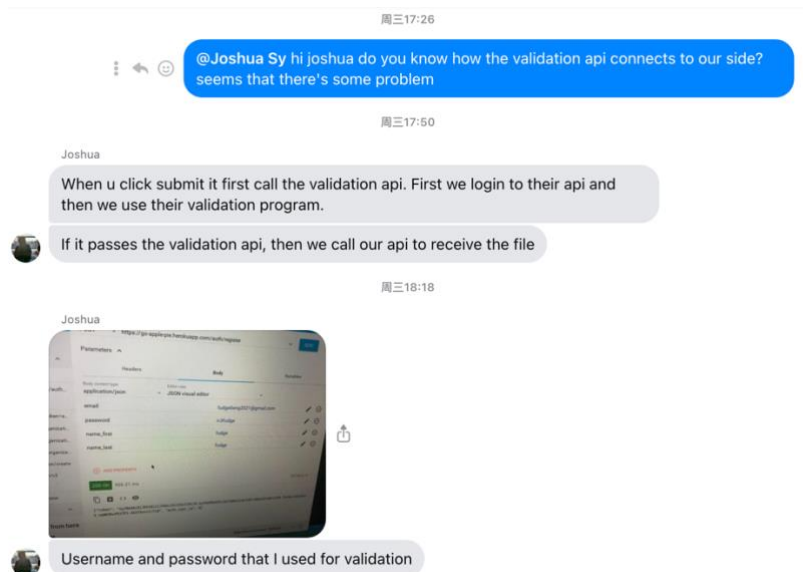 周三17:26
@Joshua Sy hi joshua do you know how the validation api connects to our side?
seems that there's some problem
周三17:50
Joshua
When u click submit it first call the validation api. First we login to their api and
then we use their validation program.
If it passes the validation api, then we call our api to receive the file
周三18:18
Joshua
Parameters
Headers
Body
Body content type
application/json
JSON visual editor
email
password
name_first
name_last
Username and password that I used for validation